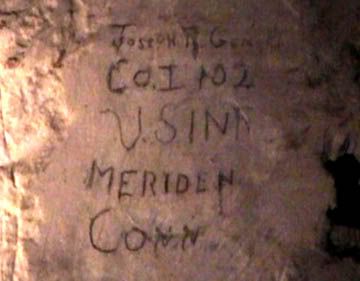 JOSEPH R.
CO. I 102
U.S INF
MERIDEN
CONN